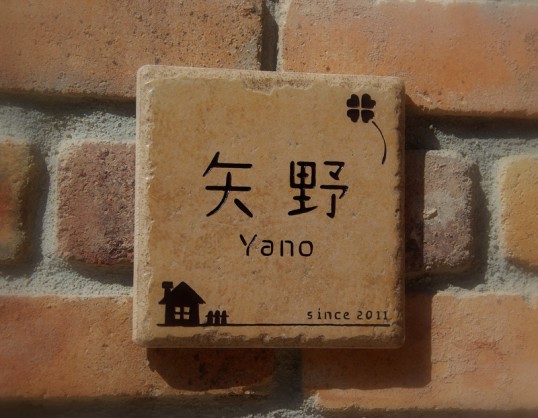 矢野
Yano
since 2011